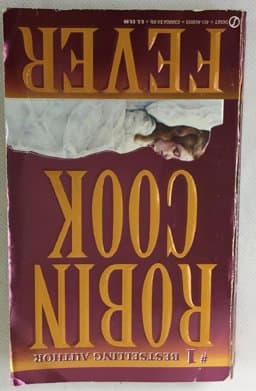 #1 BESTSELLING AUTHOR
ROBIN
COOK
FEVER